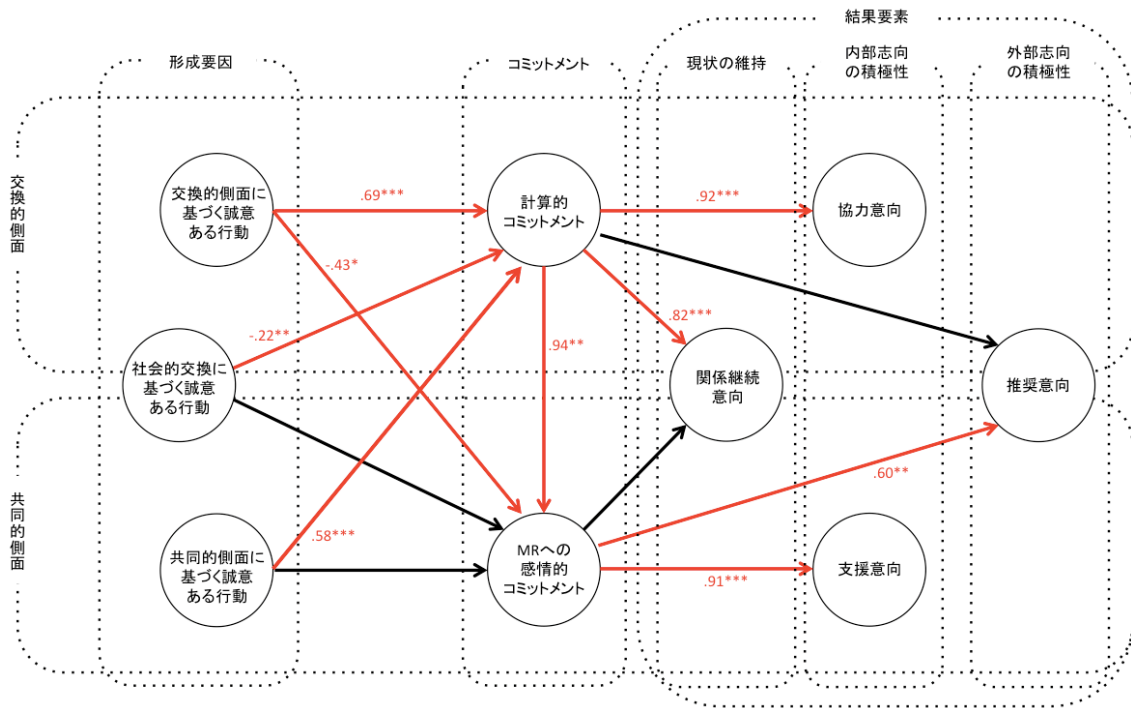 結果要素
形成要因
コミットメント
現状の維持
内部志向
の積極性
外部志向
の積極性
交換的側面
交換的側面に
基づく誠意
ある行動
.69***
計算的
コミットメント
.92***
協力意向
-.43*
-.22**
.94**
.82***
社会的交換に
基づく誠意
ある行動
関係継続
意向
推奨意向
共同的側面
.60**
.58***
共同的側面に
基づく誠意
ある行動
MRへの
感情的
コミットメント
.91***
支援意向